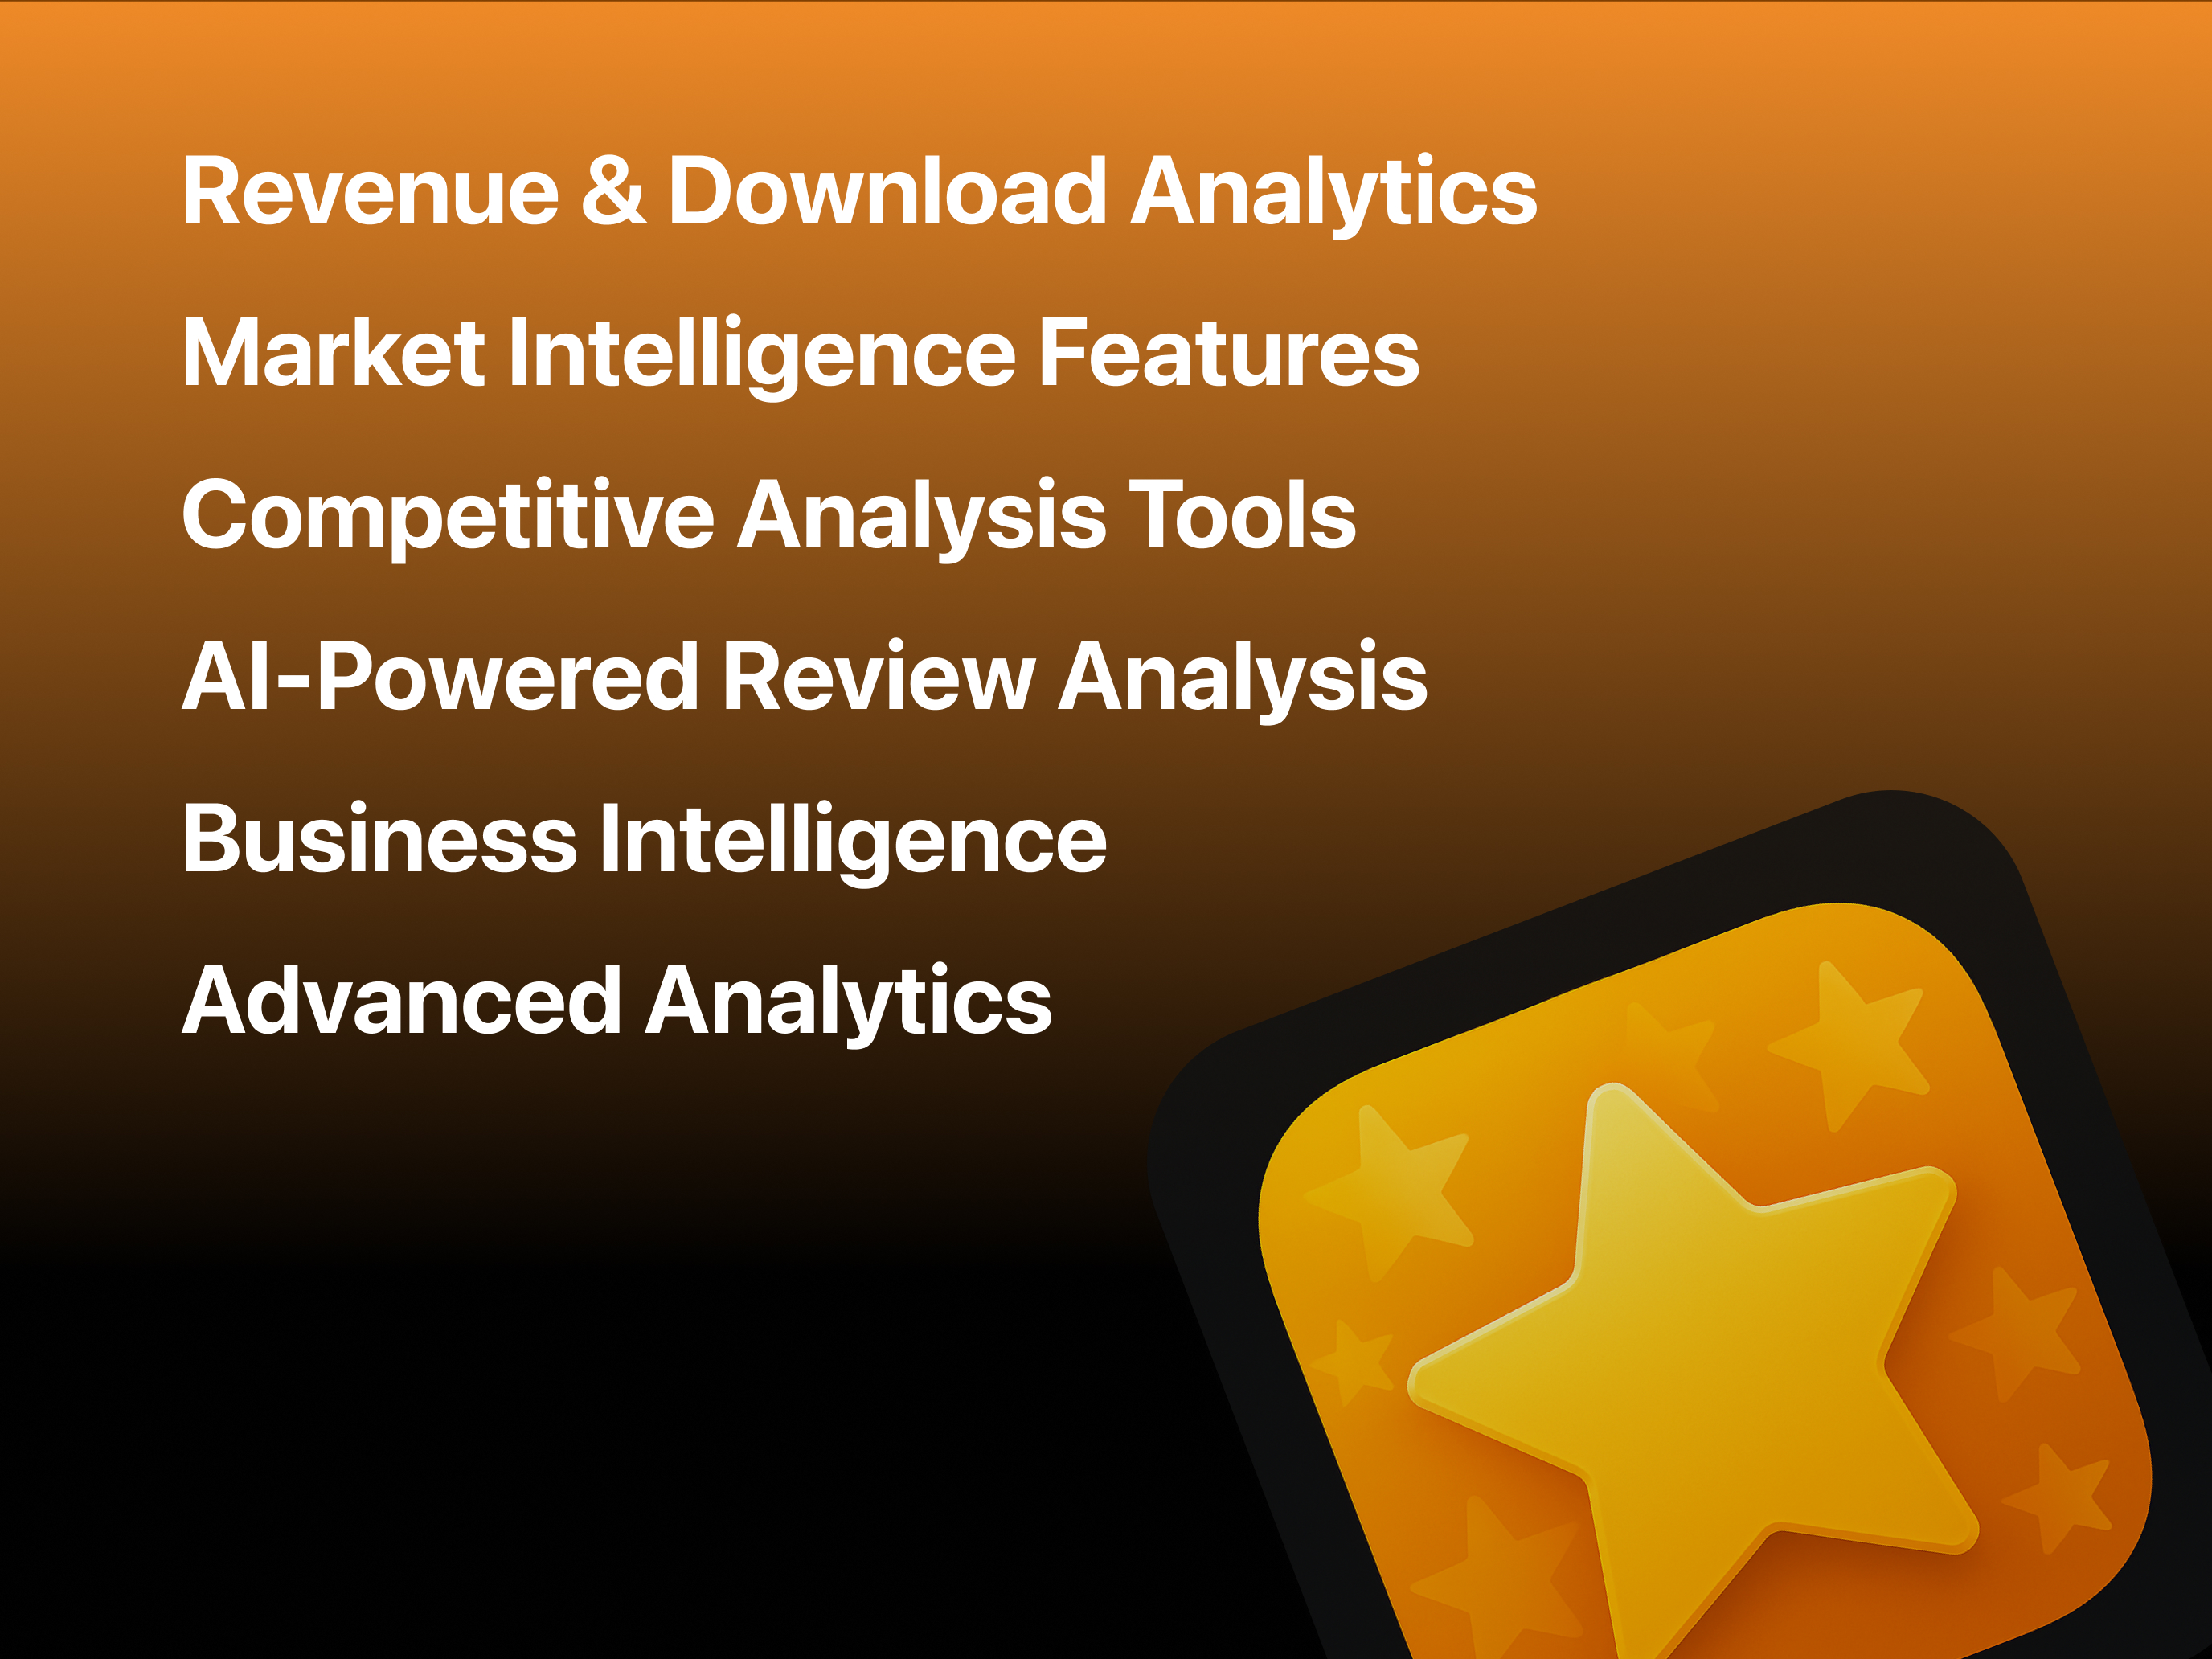 Revenue & Download Analytics
Market Intelligence Features
Competitive Analysis Tools
AI-Powered Review Analysis
Business Intelligence
Advanced Analytics